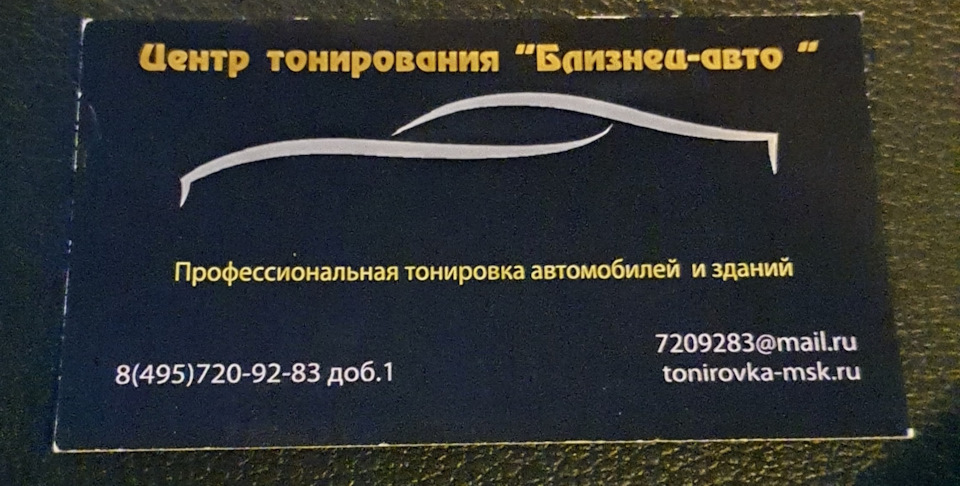 Центр тонирования "Близнец-авто "
Профессиональная тонировка автомобилей и зданий
7209283@mail.ru
8(495)720-92-83 доб.1
tonirovka-msk.ru